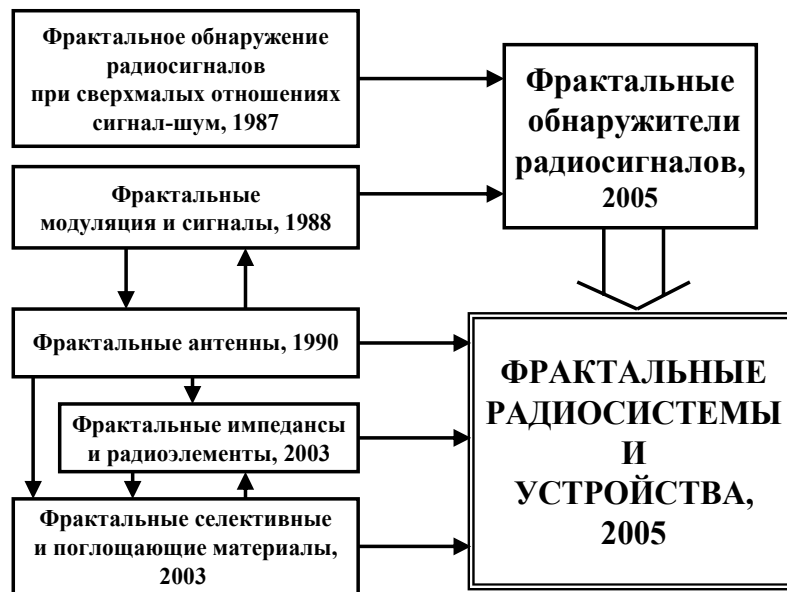 Фрактальное обнаружение
радиосигналов
при сверхмалых отношениях
сигнал-шум, 1987
Фрактальные
обнаружители
радиосигналов,
2005
Фрактальные
модуляция и сигналы, 1988
Фрактальные антенны, 1990
Фрактальные импедансы
и радиоэлементы, 2003
Фрактальные селективные
и поглощающие материалы,
2003
ФРАКТАЛЬНЫЕ
РАДИОСИСТЕМЫ
И
УСТРОЙСТВА,
2005